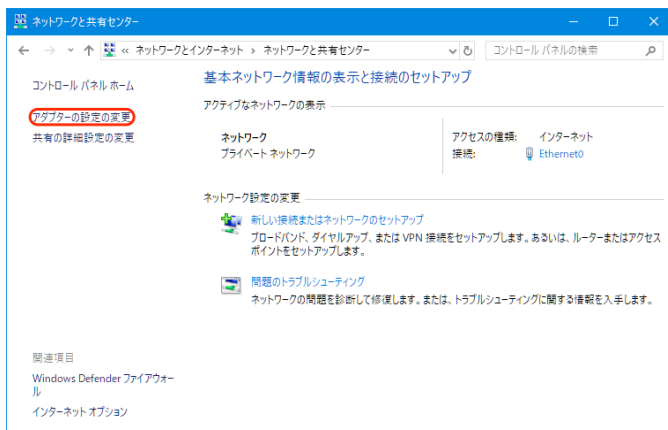 ネットワークと共有センター
« ネットワークとインターネット › ネットワークと共有センター
コントロール パネルの検索
コントロール パネル ホーム
アダプターの設定の変更
共有の詳細設定の変更
基本ネットワーク情報の表示と接続のセットアップ
アクティブなネットワークの表示
ネットワーク
プライベート ネットワーク
アクセスの種類: インターネット
接続: Ethernet0
ネットワーク設定の変更
新しい接続またはネットワークのセットアップ
ブロードバンド、ダイヤルアップ、または VPN 接続をセットアップします。あるいは、ルーターまたはアクセス
ポイントをセットアップします。
問題のトラブルシューティング
ネットワークの問題を診断して修復します。または、トラブルシューティングに関する情報を入手します。
関連項目
Windows Defender ファイアウォー
ル
インターネット オプション